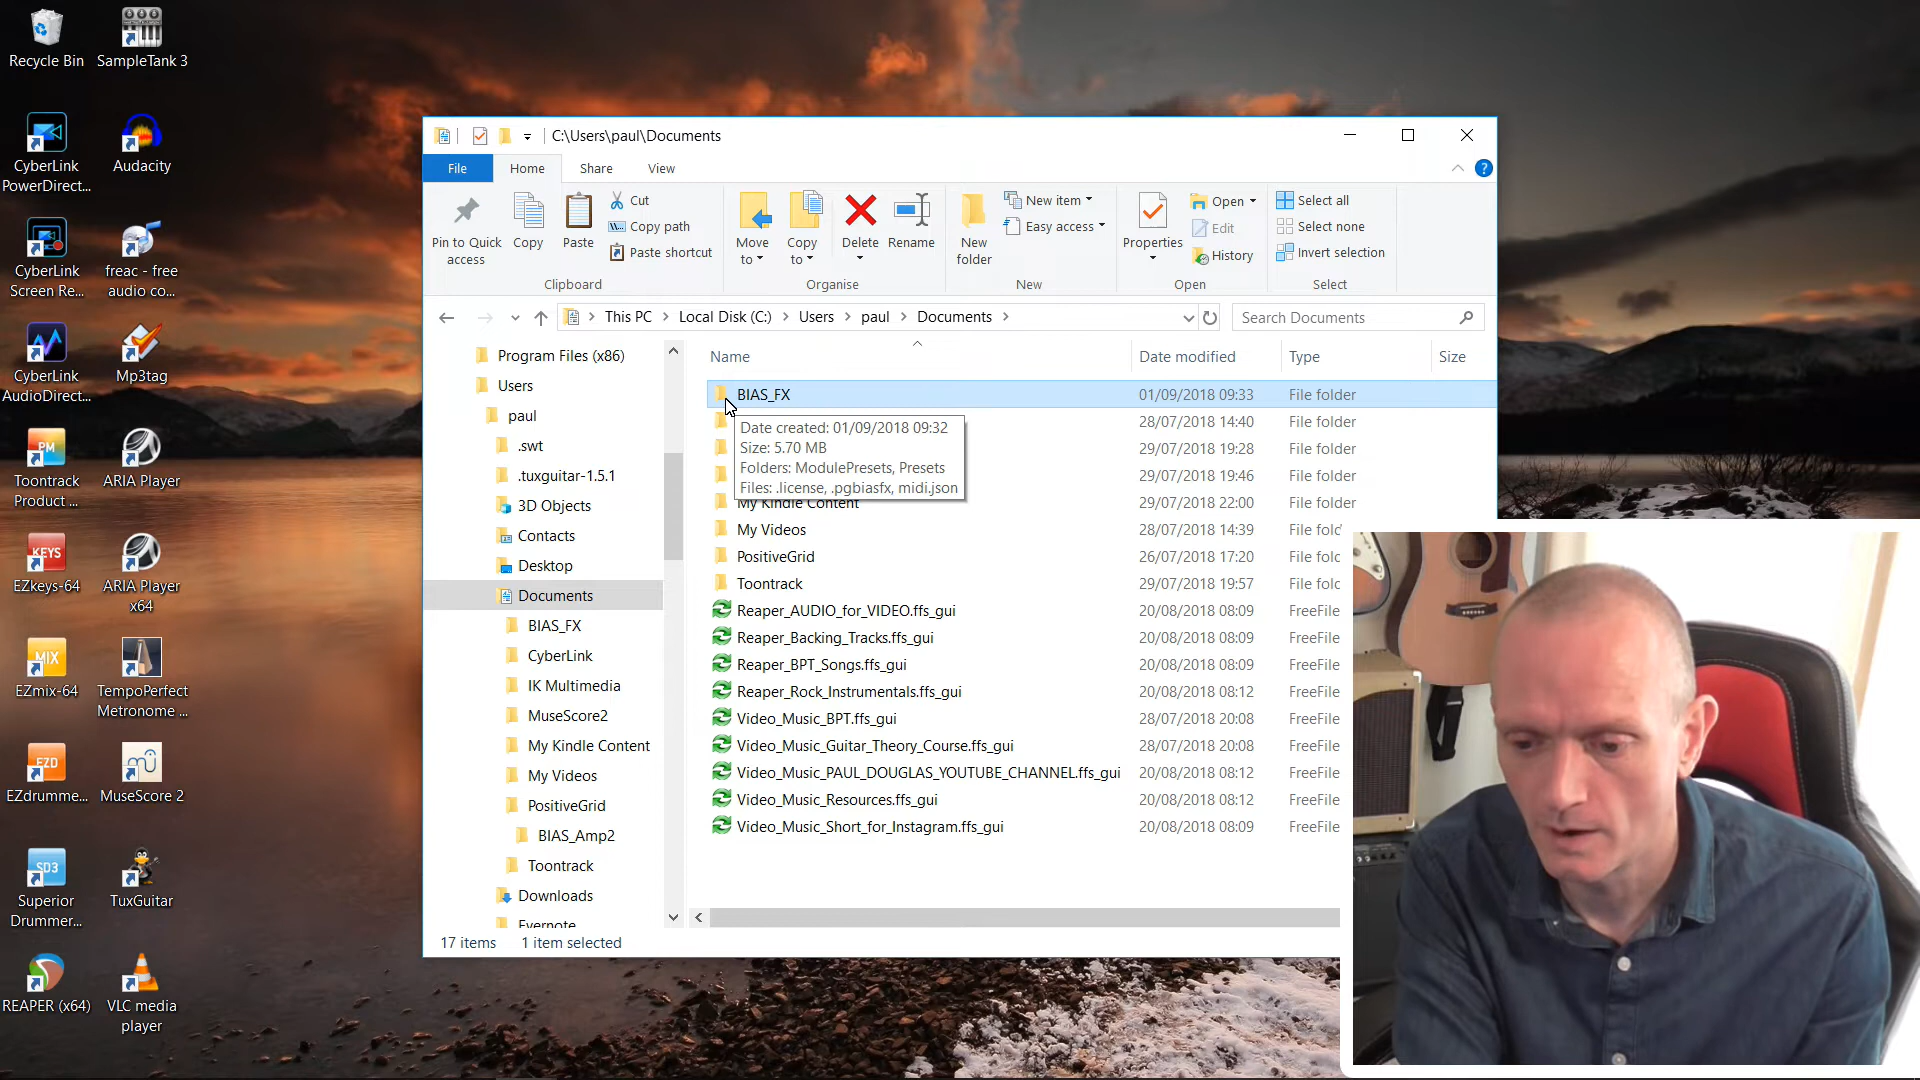 Recycle Bin
SampleTank 3
CyberLink
PowerDirect...
Audacity
CyberLink
Screen Re...
freac - free
audio co...
CyberLink
AudioDirect...
Mp3tag
Toontrack
Product ...
ARIA Player
EZkeys-64
ARIA Player
x64
EZmix-64
TempoPerfect
Metronome ...
EZdrumme...
MuseScore 2
Superior
Drummer...
TuxGuitar
REAPER (x64)
VLC media
player
PM
KEYS
MIX
EZD
SD3
C:\Users\paul\Documents
File
Home
Share
View
Pin to Quick
access
Copy
Paste
Cut
Copy path
Paste shortcut
Clipboard
Move
to
Copy
to
Delete
Rename
Organise
New
folder
New item
Easy access
New
Properties
Open
Edit
History
Open
Select all
Select none
Invert selection
Select
This PC
Local Disk (C:)
Users
paul
Documents
Search Documents
Program Files (x86)
Users
paul
.swt
.tuxguitar-1.5.1
3D Objects
Contacts
Desktop
Documents
BIAS_FX
CyberLink
IK Multimedia
MuseScore2
My Kindle Content
My Videos
PositiveGrid
BIAS_Amp2
Toontrack
Downloads
Evernote
Name
Date modified
Type
Size
BIAS_FX
01/09/2018 09:33
File folder
Date created: 01/09/2018 09:32
Size: 5.70 MB
Folders: ModulePresets, Presets
Files: .license, .pgbiasfx, midi.json
28/07/2018 14:40
File folder
29/07/2018 19:28
File folder
29/07/2018 19:46
File folder
My Kindle Content
29/07/2018 22:00
File folder
My Videos
28/07/2018 14:39
File fold
PositiveGrid
26/07/2018 17:20
File fold
Toontrack
29/07/2018 19:57
File fold
Reaper_AUDIO_for_VIDEO.ffs_gui
20/08/2018 08:09
FreeFile
Reaper_Backing_Tracks.ffs_gui
20/08/2018 08:09
FreeFile
Reaper_BPT_Songs.ffs_gui
20/08/2018 08:09
FreeFile
Reaper_Rock_Instrumentals.ffs_gui
20/08/2018 08:12
FreeFile
Video_Music_BPT.ffs_gui
28/07/2018 20:08
FreeFile
Video_Music_Guitar_Theory_Course.ffs_gui
28/07/2018 20:08
FreeFile
Video_Music_PAUL_DOUGLAS_YOUTUBE_CHANNEL.ffs_gui
20/08/2018 08:12
FreeFile
Video_Music_Resources.ffs_gui
20/08/2018 08:12
FreeFile
Video_Music_Short_for_Instagram.ffs_gui
20/08/2018 08:09
FreeFile
17 items
1 item selected